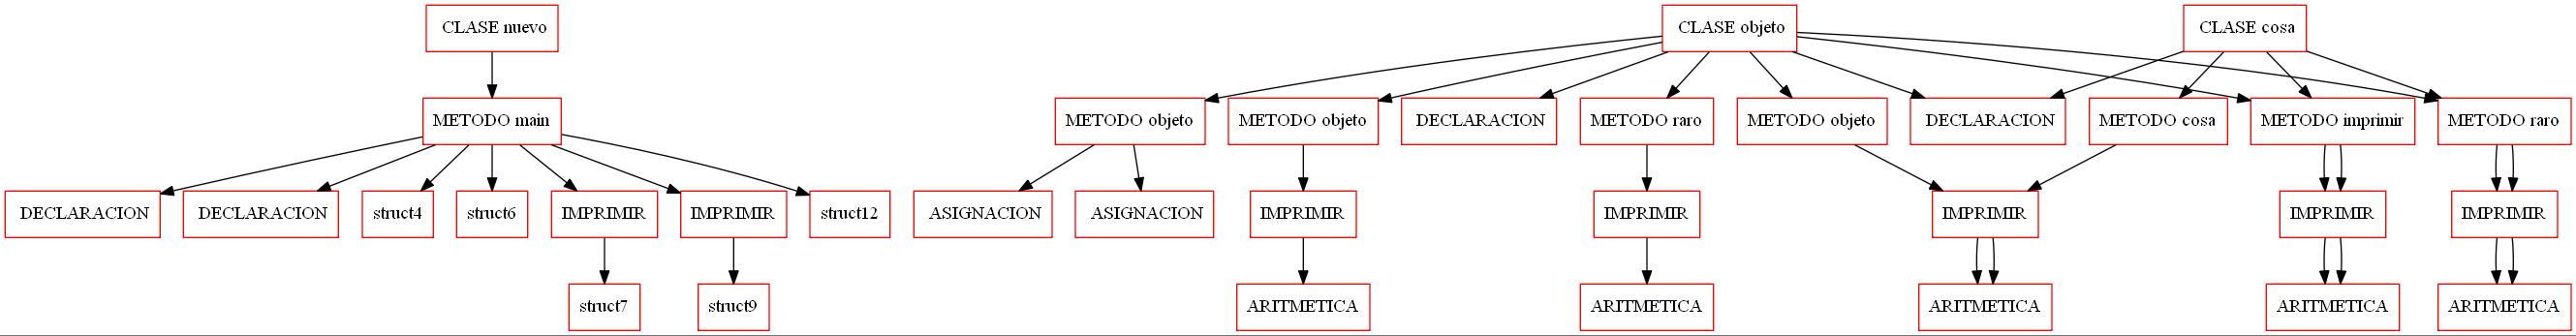 CLASE nuevo
CLASE objeto
CLASE cosa
METODO main
METODO objeto
METODO objeto
DECLARACION
METODO raro
METODO objeto
DECLARACION
METODO cosa
METODO imprimir
METODO raro
DECLARACION
DECLARACION
struct4
struct6
IMPRIMIR
IMPRIMIR
struct12
ASIGNACION
ASIGNACION
IMPRIMIR
IMPRIMIR
IMPRIMIR
IMPRIMIR
IMPRIMIR
struct7
struct9
ARITMETICA
ARITMETICA
ARITMETICA
ARITMETICA
ARITMETICA